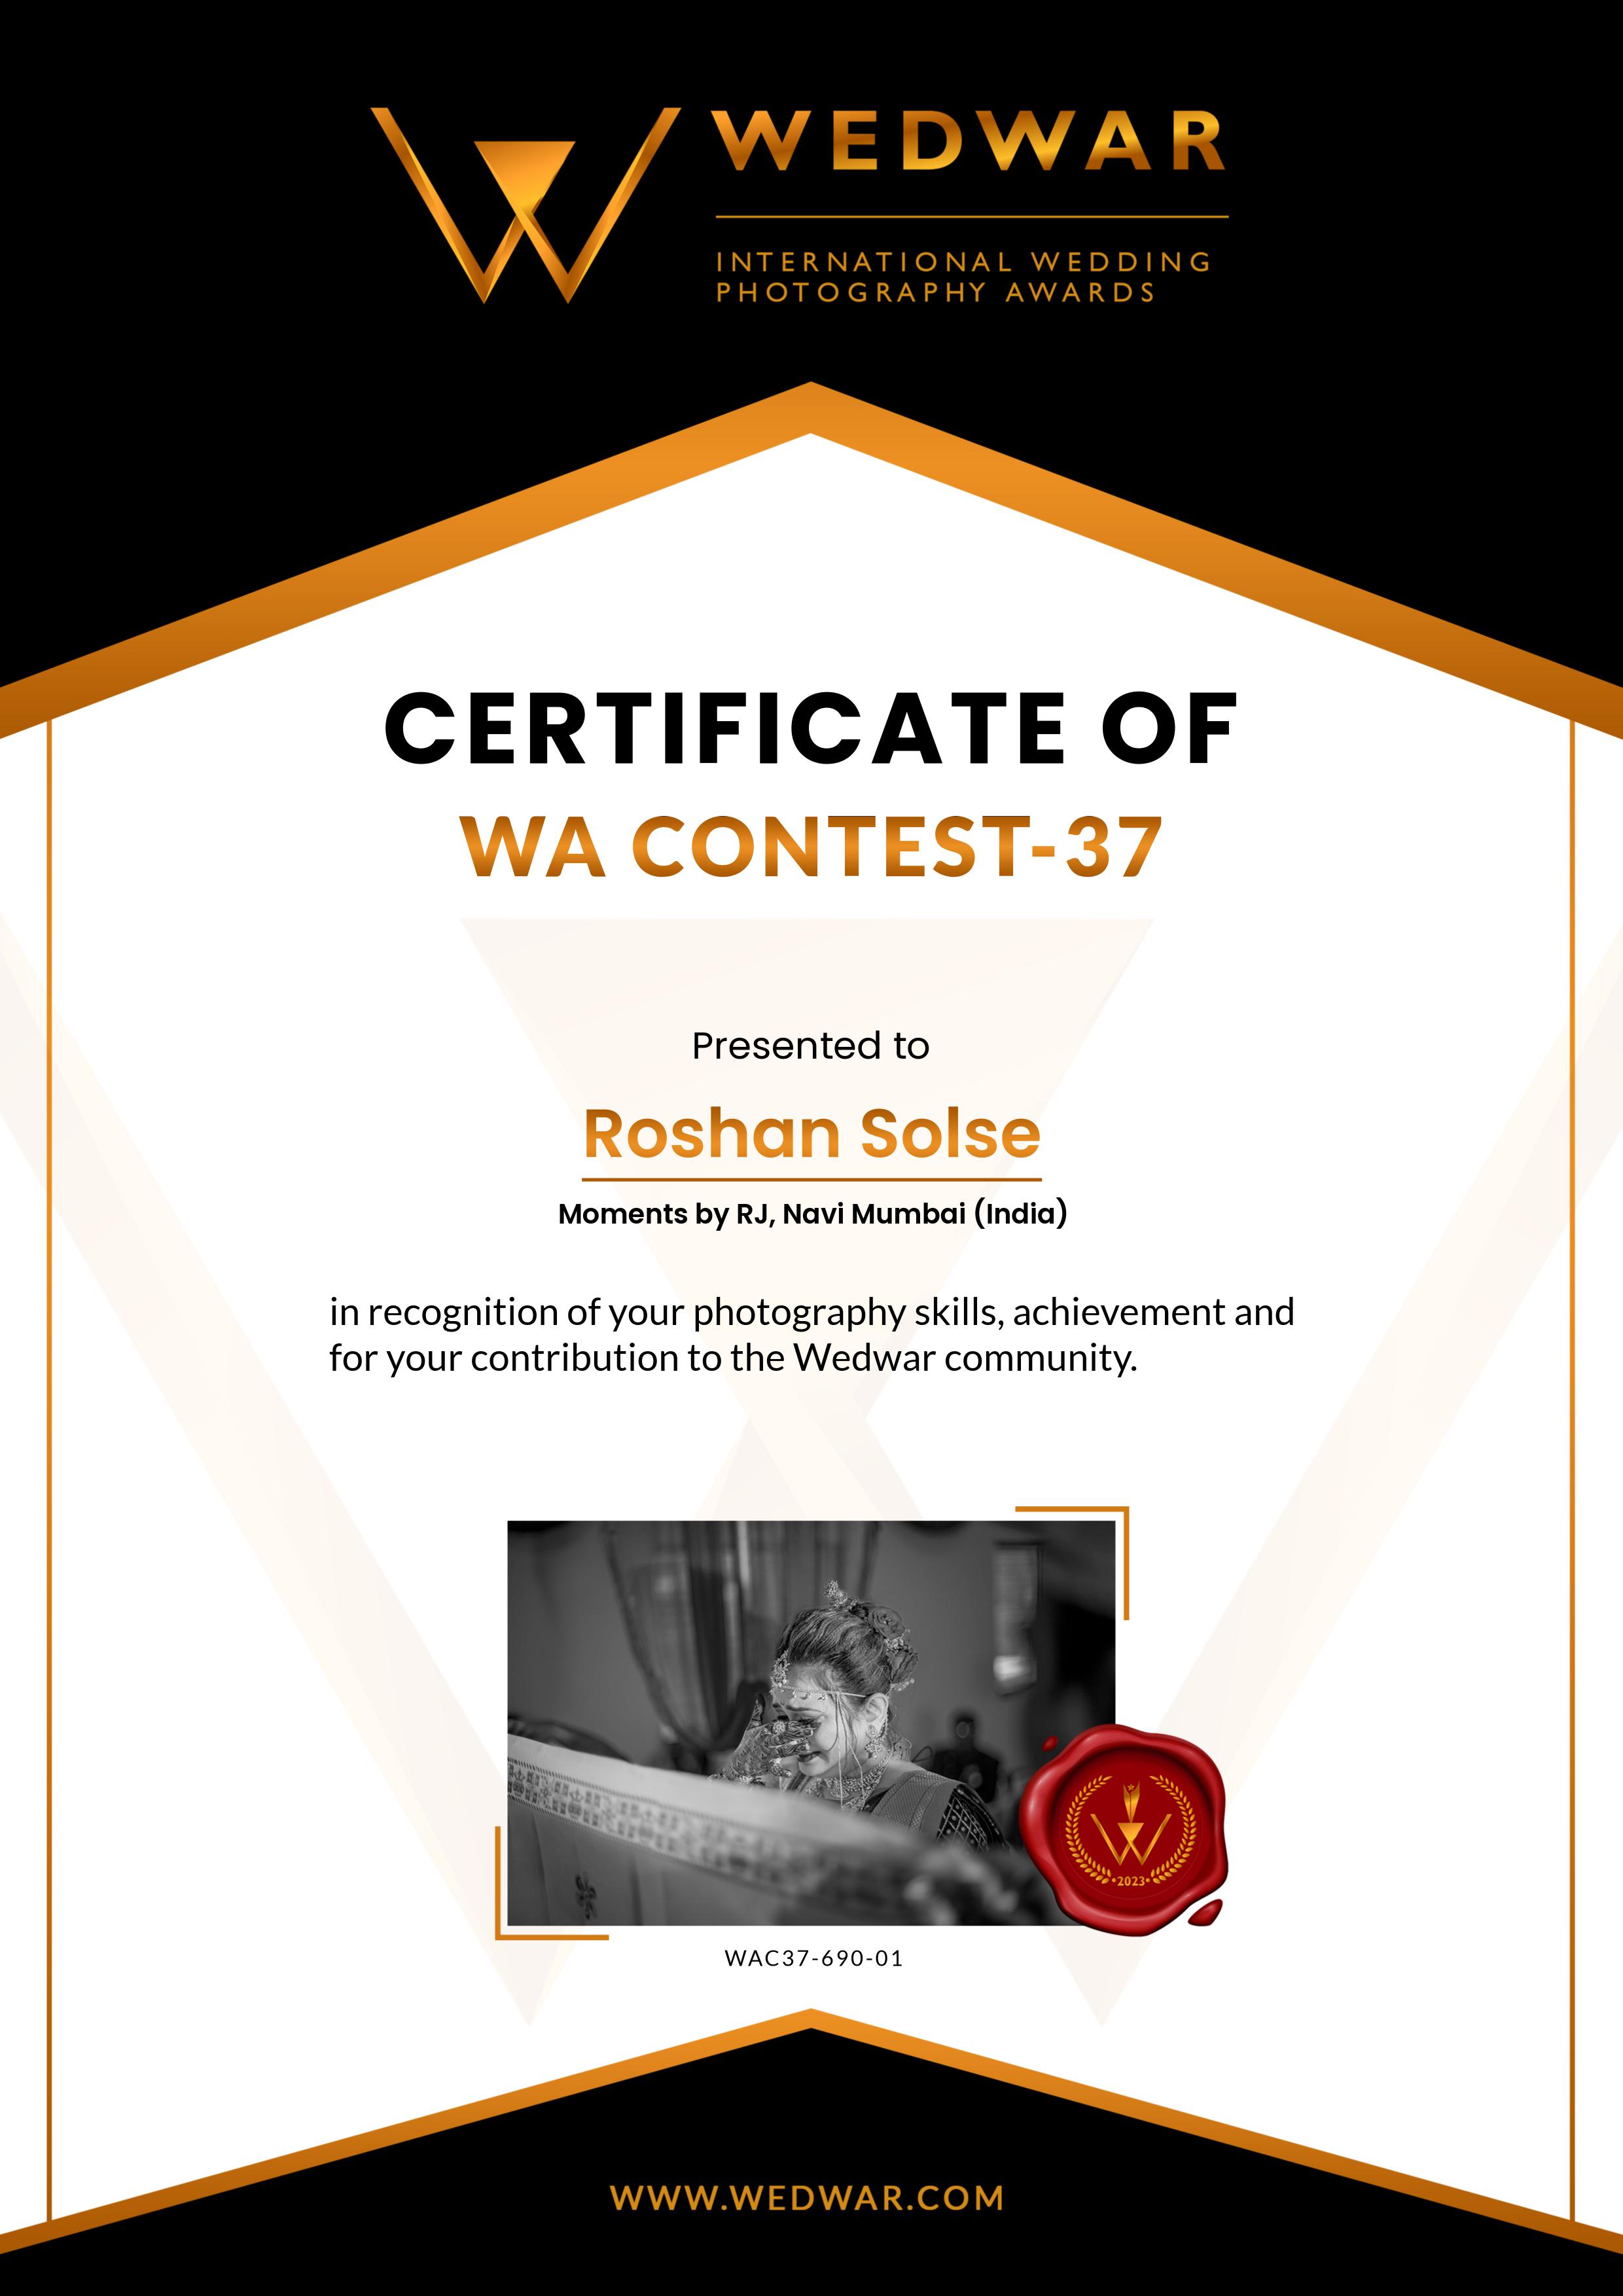 WEDWAR
INTERNATIONAL WEDDING
PHOTOGRAPHY AWARDS
CERTIFICATE OF
WA CONTEST-37
Presented to
Roshan Solse
Moments by RJ, Navi Mumbai (India)
in recognition of your photography skills, achievement and
for your contribution to the Wedwar community.
2023
WAC37-690-01
WWW.WEDWAR.COM